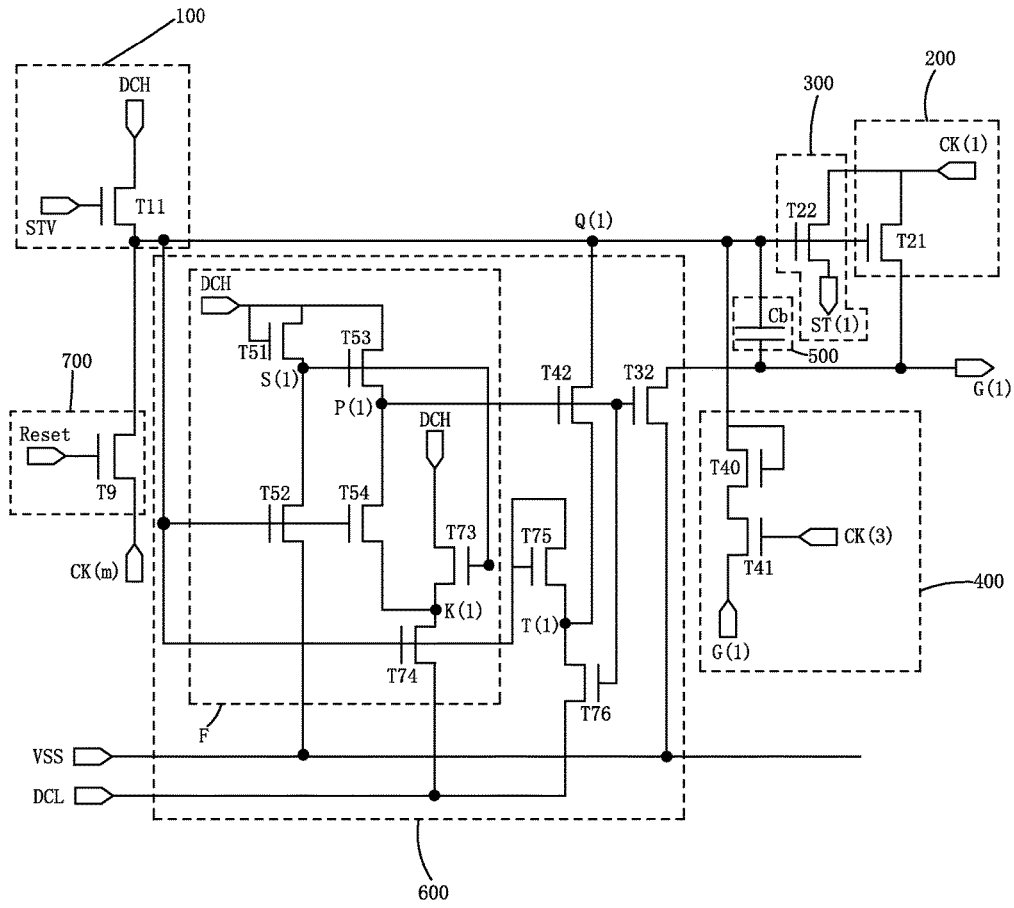 100
DCH
STV
T11
200
300
CK(1)
T22
T21
Q(1)
ST(1)
Cb
500
G(1)
DCH
T51
T53
S(1)
P(1)
T42
T32
700
Reset
T9
CK(m)
DCH
T52
T54
T73
T75
K(1)
T(1)
T74
T76
T40
CK(3)
T41
G(1)
400
F
VSS
DCL
600